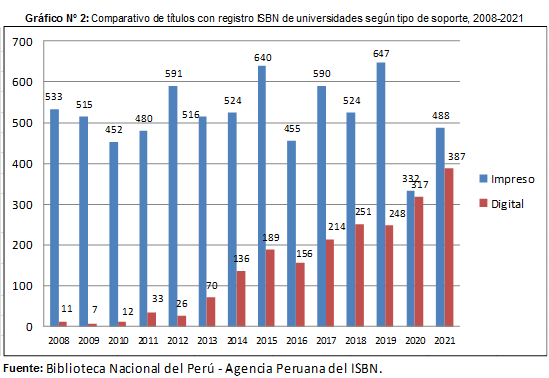 Gráfico N° 2: Comparativo de títulos con registro ISBN de universidades según tipo de soporte, 2008-2021
700
600
500
400
300
200
100
0
533 515 452 480 591 516 524 640 455 590 524 647 332 488
11 7 12 33 26 70 136 189 156 214 251 248 317 387
2008 2009 2010 2011 2012 2013 2014 2015 2016 2017 2018 2019 2020 2021
Impreso
Digital
Fuente: Biblioteca Nacional del Perú - Agencia Peruana del ISBN.